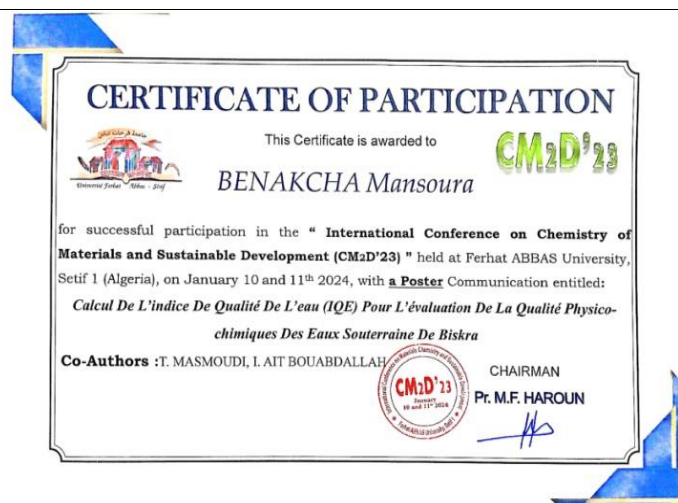 CERTIFICATE OF PARTICIPATION
This Certificate is awarded to
CM2D'23
BENAKCHA Mansoura
Université Ferhat Abbas - Sétif
for successful participation in the “ International Conference on Chemistry of
Materials and Sustainable Development (CM2D'23) ” held at Ferhat ABBAS University,
Setif 1 (Algeria), on January 10 and 11th 2024, with a Poster Communication entitled:
Calcul De L'indice De Qualité De L'eau (IQE) Pour L'évaluation De La Qualité Physico-
chimiques Des Eaux Souterraine De Biskra
Co-Authors :T. MASMOUDI, I. AIT BOUABDALLAH
CHAIRMAN
Pr. M.F. HAROUN
CM2D'23
January
10 and 11th 2024